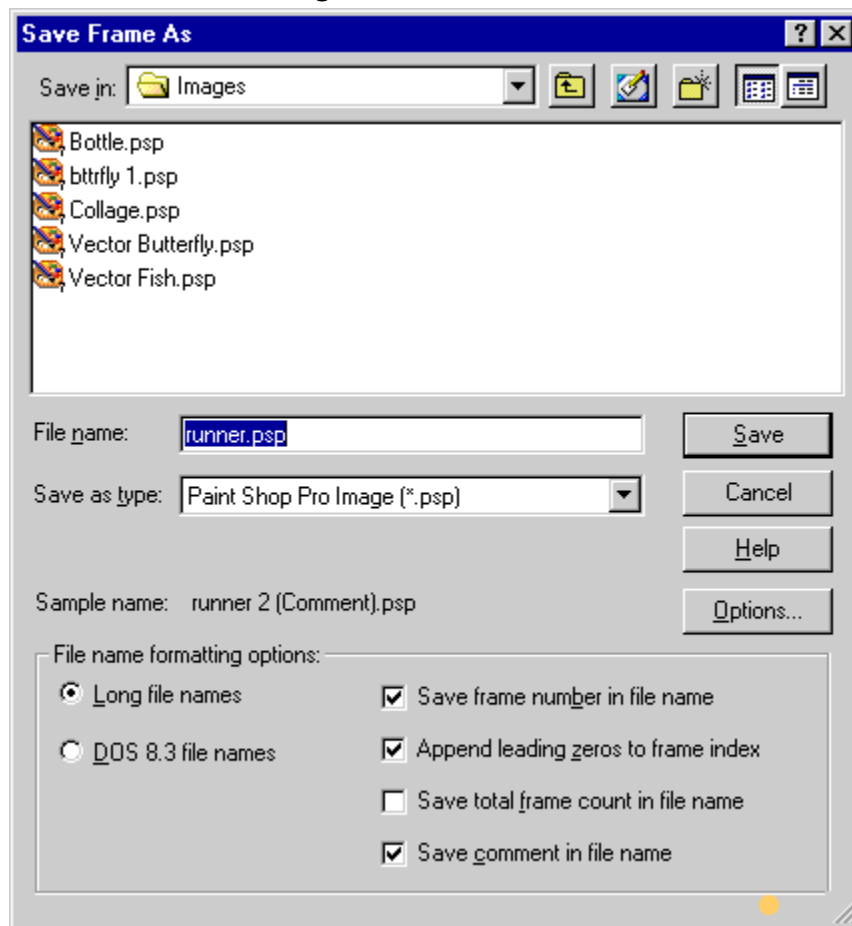 Save Frame As
Save in: Images
Bottle.psp
bttrfly 1.psp
Collage.psp
Vector Butterfly.psp
Vector Fish.psp
File name: runner.psp Save
Save as type: Paint Shop Pro Image (*.psp) Cancel
Help
Sample name: runner 2 (Comment).psp Options...
File name formatting options:
Long file names Save frame number in file name
DOS 8.3 file names Append leading zeros to frame index
Save total frame count in file name
Save comment in file name